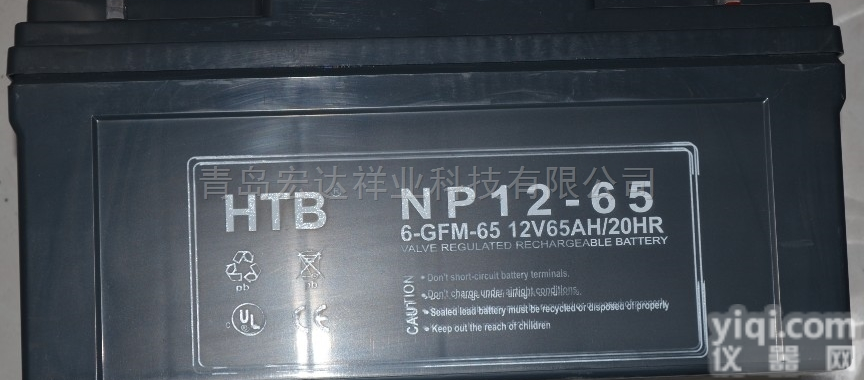 青岛宏达祥业科技有限公司
HTB
NP12-65
6-GFM-65 12V65AH/20HR
VALVE REGULATED RECHARGEABLE BATTERY
pb
pb
c UL
CE
CAUTION
• Don't short-circuit battery terminals.
• Don't charge under airtight conditions.
• Sealed lead battery must be recycled or disposed of properly
• Keep out the reach of children
yiqi.com
仪器网